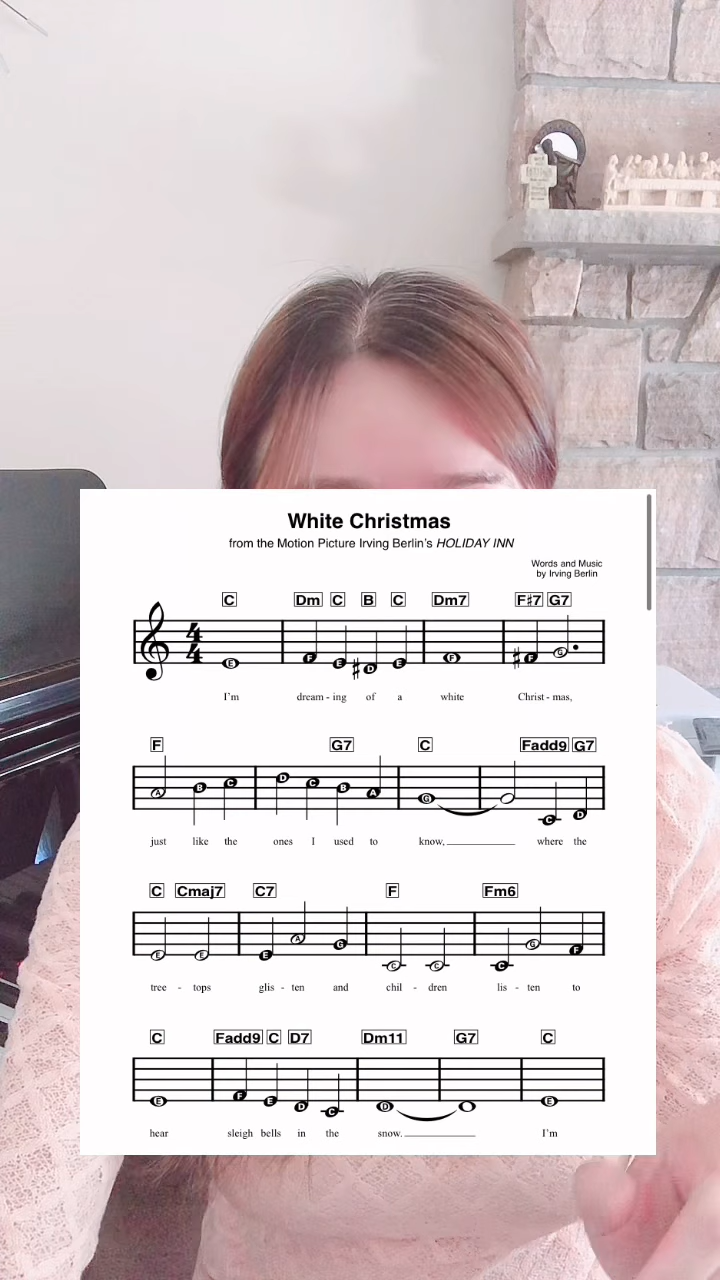 White Christmas
from the Motion Picture Irving Berlin's HOLIDAY INN
Words and Music
by Irving Berlin
C Dm C B C Dm7 F♯7 G7
4
4
E F E D E F F G
I'm dream - ing of a white Christ - mas,
F G7 C Fadd9 G7
A B C D C B A G C D
just like the ones I used to know, where the
C Cmaj7 C7 F Fm6
E E E A G C C C G F
tree - tops glis - ten and chil - dren lis - ten to
C Fadd9 C D7 Dm11 G7 C
E F E D C D E
hear sleigh bells in the snow. I'm